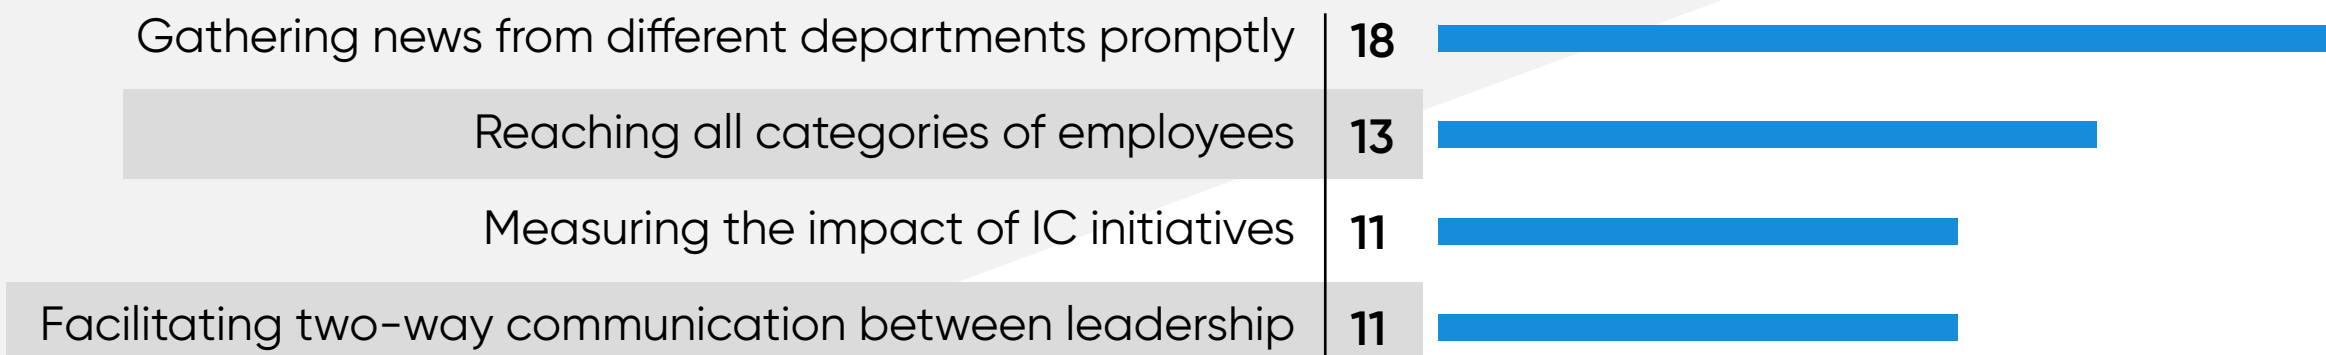 Gathering news from different departments promptly 18
Reaching all categories of employees 13
Measuring the impact of IC initiatives 11
Facilitating two-way communication between leadership 11